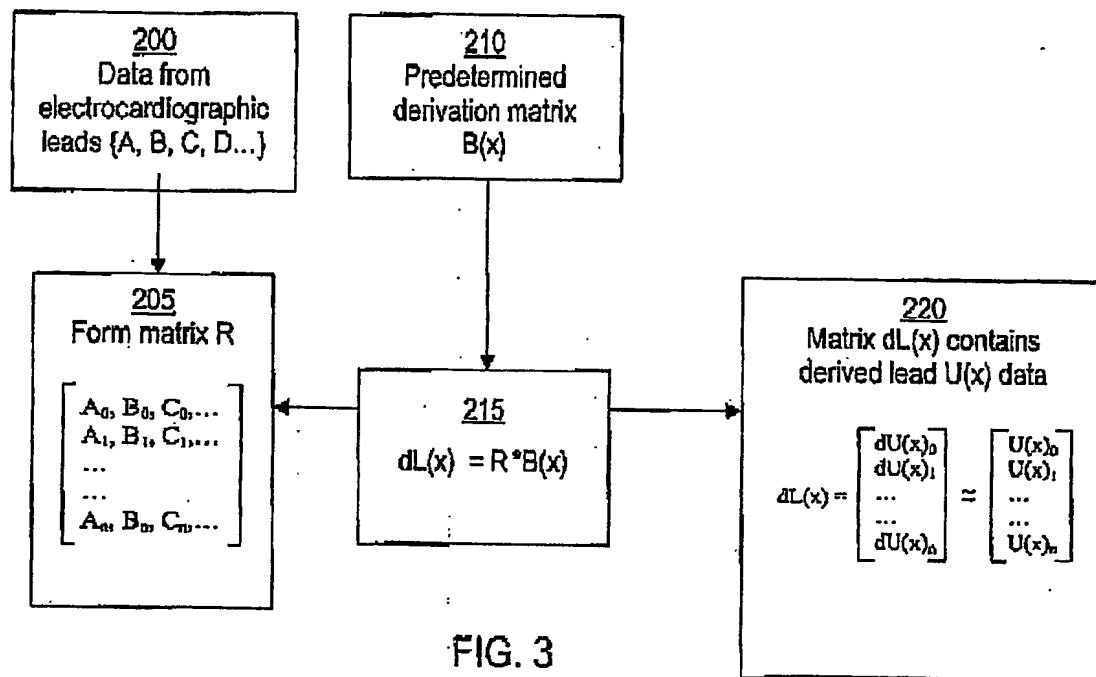 200
Data from
electrocardiographic
leads {A, B, C, D...}
210
Predetermined
derivation matrix
B(x)
205
Form matrix R
A₀, B₀, C₀,...
A₁, B₁, C₁,...
...
...
Aₙ, Bₙ, Cₙ,...
215
dL(x) = R*B(x)
220
Matrix dL(x) contains
derived lead U(x) data
dL(x) = [dU(x)₀ dU(x)₁ ... ... dU(x)ₙ] ≈ [U(x)₀ U(x)₁ ... ... U(x)ₙ]
FIG. 3